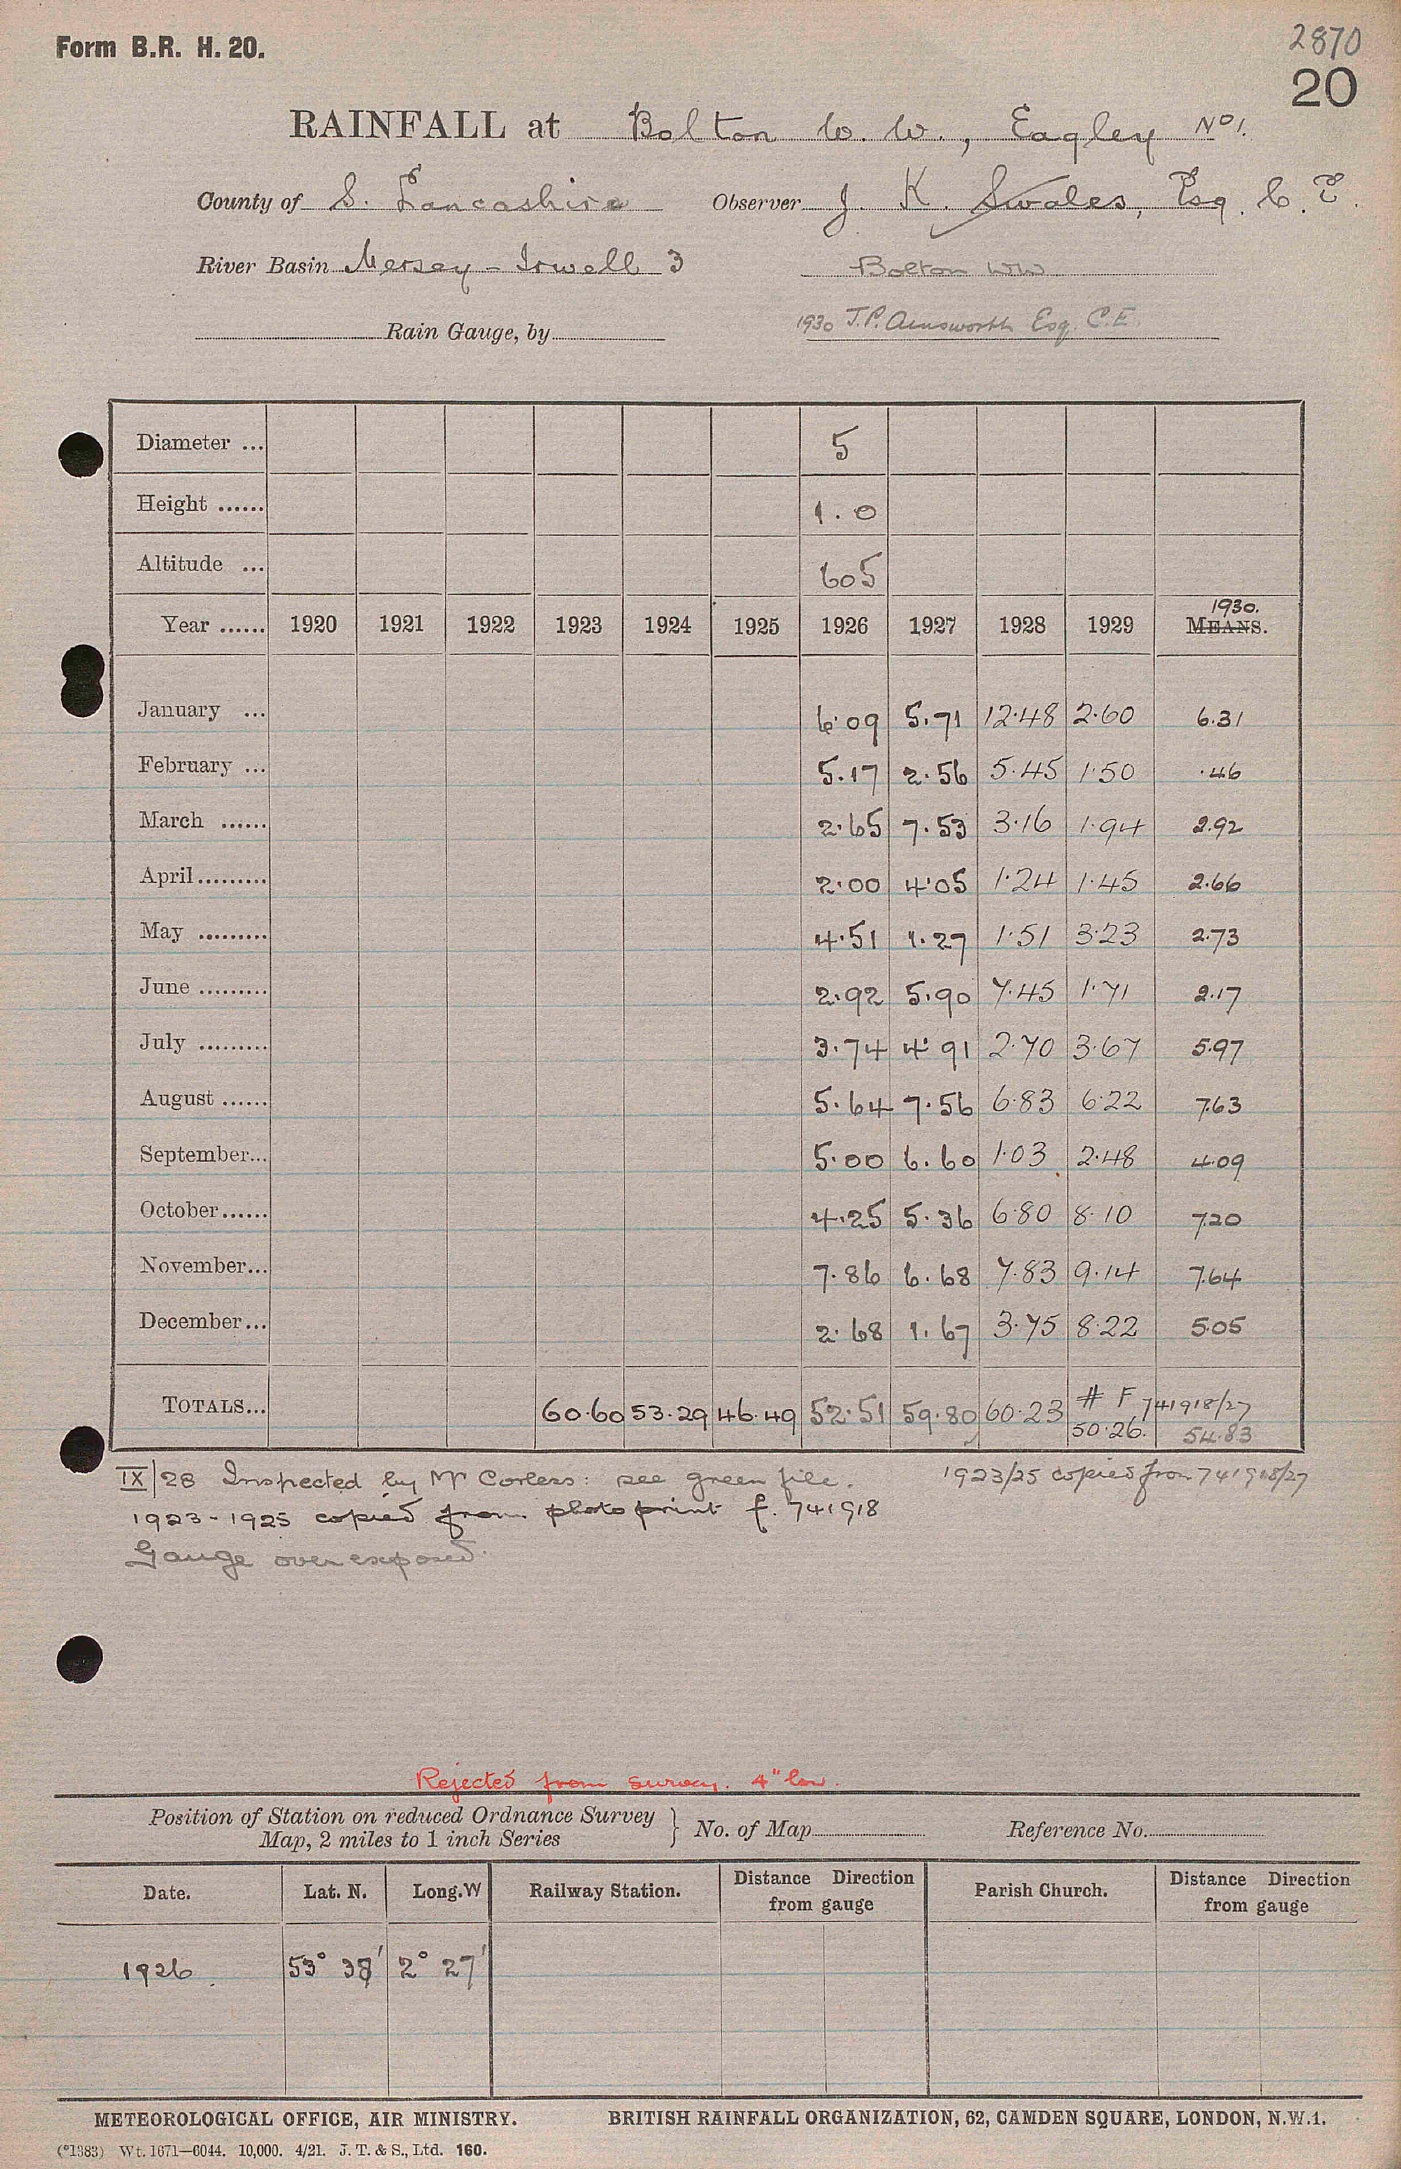 Form B.R. H. 20.
2870
20
RAINFALL at Bolton W. W., Eagley No 1.
County of S. Lancashire Observer J. K. Swales, Esq. C. E.
River Basin Mersey - Irwell 3 Bolton WW
Rain Gauge, by 1930 J.P. Ainsworth Esq. C.E.
Diameter ... 5
Height ...... 1.0
Altitude ... 605
1930.
Year ...... 1920 1921 1922 1923 1924 1925 1926 1927 1928 1929 MEANS.
January ... 6.09 5.71 12.48 2.60 6.31
February ... 5.17 2.56 5.45 1.50 .46
March ...... 2.65 7.53 3.16 1.94 2.92
April ......... 2.00 4.05 1.24 1.45 2.66
May ......... 4.51 1.27 1.51 3.23 2.73
June ......... 2.92 5.90 7.45 1.71 2.17
July ......... 3.74 4.91 2.70 3.67 5.97
August ...... 5.64 7.56 6.83 6.22 7.63
September... 5.00 6.60 1.03 2.48 4.09
October...... 4.25 5.36 6.80 8.10 7.20
November... 7.86 6.68 7.83 9.14 7.64
December... 2.68 1.67 3.75 8.22 5.05
# F 741918/27
TOTALS... 60.60 53.29 46.49 52.51 59.80 60.23 50.26. 54.83
IX/28 Inspected by Mr Corless: see green file. 1923/25 copied from 741918/27
1923-1925 copied from photo print f. 741918
Gauge over exposed.
Rejected from survey. 4" low.
Position of Station on reduced Ordnance Survey
Map, 2 miles to 1 inch Series } No. of Map Reference No.
Date. Lat. N. Long. W Railway Station. Distance Direction from gauge Parish Church. Distance Direction from gauge
1926. 53° 38' 2° 27'
METEOROLOGICAL OFFICE, AIR MINISTRY. BRITISH RAINFALL ORGANIZATION, 62, CAMDEN SQUARE, LONDON, N.W.1.
(*1383) Wt. 1671—6044. 10,000. 4/21. J. T. & S., Ltd. 160.